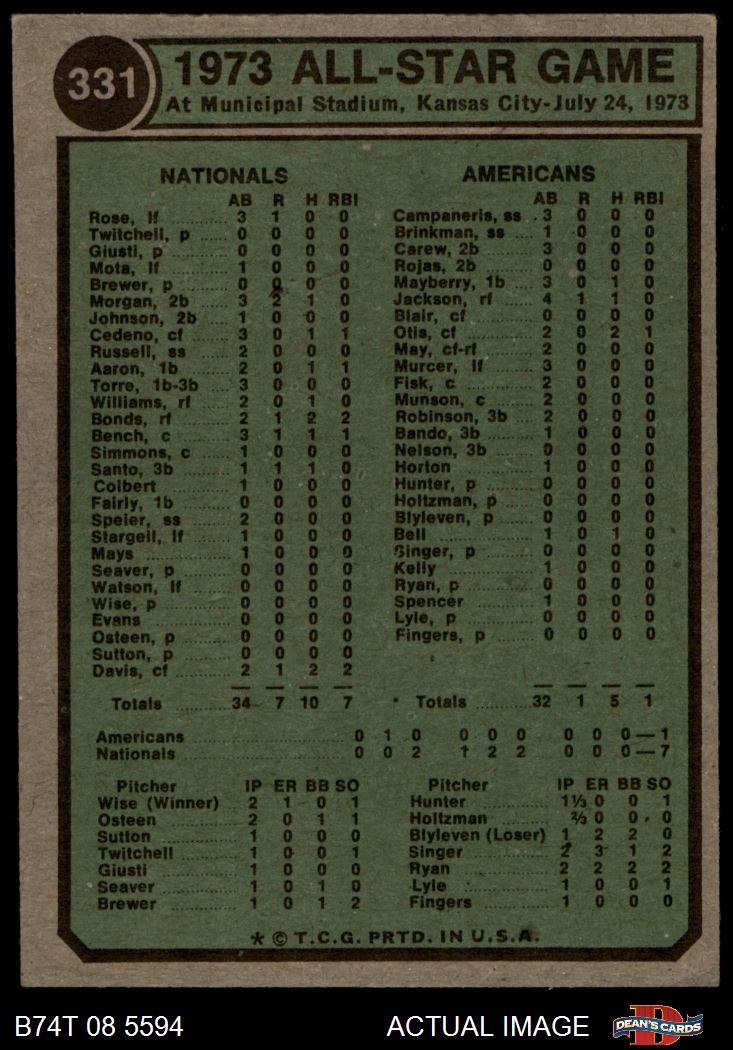 331
1973 ALL-STAR GAME
At Municipal Stadium, Kansas City-July 24, 1973
NATIONALS
AB R H RBI
Rose, lf 3 1 0 0
Twitchell, p 0 0 0 0
Giusti, p 0 0 0 0
Mota, lf 1 0 0 0
Brewer, p 0 0 0 0
Morgan, 2b 3 2 1 0
Johnson, 2b 1 0 0 0
Cedeno, cf 3 0 1 1
Russell, ss 2 0 0 0
Aaron, 1b 2 0 1 1
Torre, 1b-3b 3 0 0 0
Williams, rf 2 0 1 0
Bonds, rf 2 1 2 2
Bench, c 3 1 1 1
Simmons, c 1 0 0 0
Santo, 3b 1 1 1 0
Colbert 1 0 0 0
Fairly, 1b 0 0 0 0
Speier, ss 2 0 0 0
Stargell, lf 1 0 0 0
Mays 1 0 0 0
Seaver, p 0 0 0 0
Watson, lf 0 0 0 0
Wise, p 0 0 0 0
Evans 0 0 0 0
Osteen, p 0 0 0 0
Sutton, p 0 0 0 0
Davis, cf 2 1 2 2
Totals 34 7 10 7
AMERICANS
AB R H RBI
Campaneris, ss 3 0 0 0
Brinkman, ss 1 0 0 0
Carew, 2b 3 0 0 0
Rojas, 2b 0 0 0 0
Mayberry, 1b 3 0 1 0
Jackson, rf 4 1 1 0
Blair, cf 0 0 0 0
Otis, cf 2 0 2 1
May, cf-rf 2 0 0 0
Murcer, lf 3 0 0 0
Fisk, c 2 0 0 0
Munson, c 2 0 0 0
Robinson, 3b 2 0 0 0
Bando, 3b 1 0 0 0
Nelson, 3b 0 0 0 0
Horton 1 0 0 0
Hunter, p 0 0 0 0
Holtzman, p 0 0 0 0
Blyleven, p 0 0 0 0
Bell 1 0 1 0
Singer, p 0 0 0 0
Kelly 1 0 0 0
Ryan, p 0 0 0 0
Spencer 1 0 0 0
Lyle, p 0 0 0 0
Fingers, p 0 0 0 0
Totals 32 1 5 1
Americans 0 1 0 0 0 0 0 0 0—1
Nationals 0 0 2 1 2 2 0 0 0—7
Pitcher IP ER BB SO
Wise (Winner) 2 1 0 1
Osteen 2 0 1 1
Sutton 1 0 0 0
Twitchell 1 0 0 1
Giusti 1 0 0 0
Seaver 1 0 1 0
Brewer 1 0 1 2
Pitcher IP ER BB SO
Hunter 1⅓ 0 0 1
Holtzman ⅔ 0 0 0
Blyleven (Loser) 1 2 2 0
Singer 2 3 1 2
Ryan 2 2 2 2
Lyle 1 0 0 1
Fingers 1 0 0 0
* © T.C.G. PRTD. IN U.S.A.
B74T 08 5594
ACTUAL IMAGE
DEAN'S CARDS